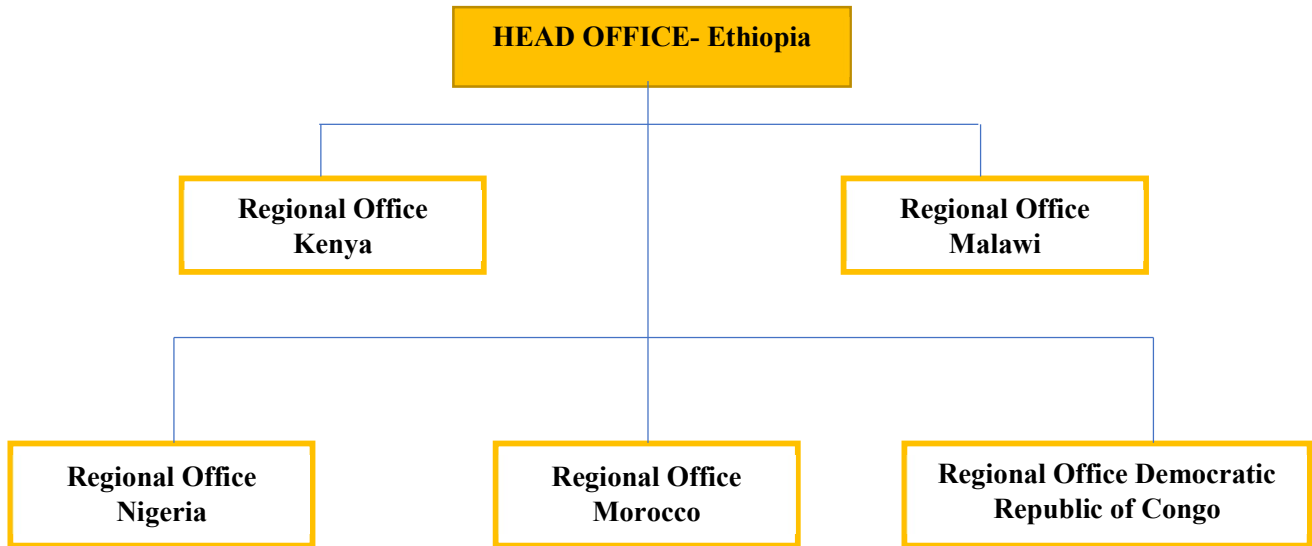 HEAD OFFICE- Ethiopia
Regional Office
Kenya
Regional Office
Malawi
Regional Office
Nigeria
Regional Office
Morocco
Regional Office Democratic
Republic of Congo